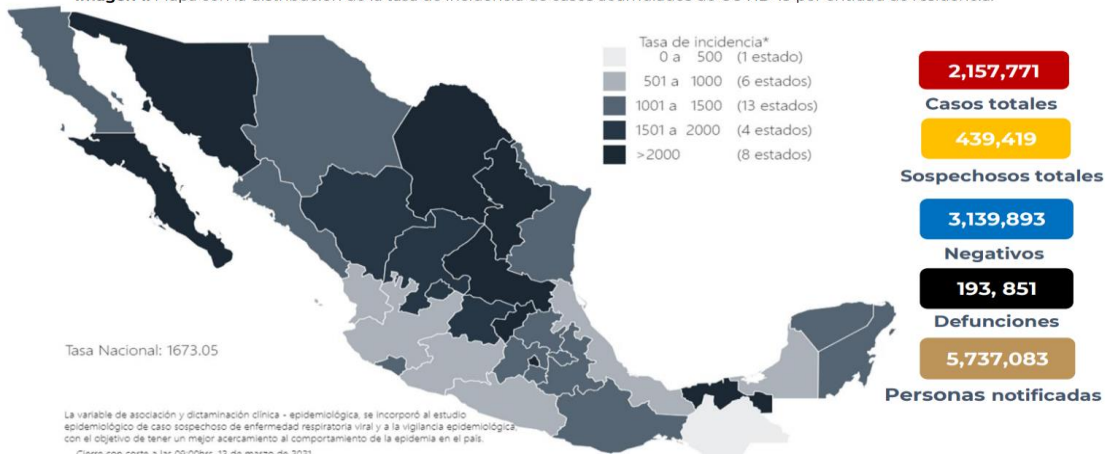 Tasa de incidencia*
0 a 500 (1 estado)
501 a 1000 (6 estados)
1001 a 1500 (13 estados)
1501 a 2000 (4 estados)
>2000 (8 estados)
2,157,771
Casos totales
439,419
Sospechosos totales
3,139,893
Negativos
193, 851
Defunciones
5,737,083
Personas notificadas
Tasa Nacional: 1673.05
La variable de asociación y dictaminación clínica - epidemiológica, se incorporó al estudio
epidemiológico de caso sospechoso de enfermedad respiratoria viral y a la vigilancia epidemiológica,
con el objetivo de tener un mejor acercamiento al comportamiento de la epidemia en el país.